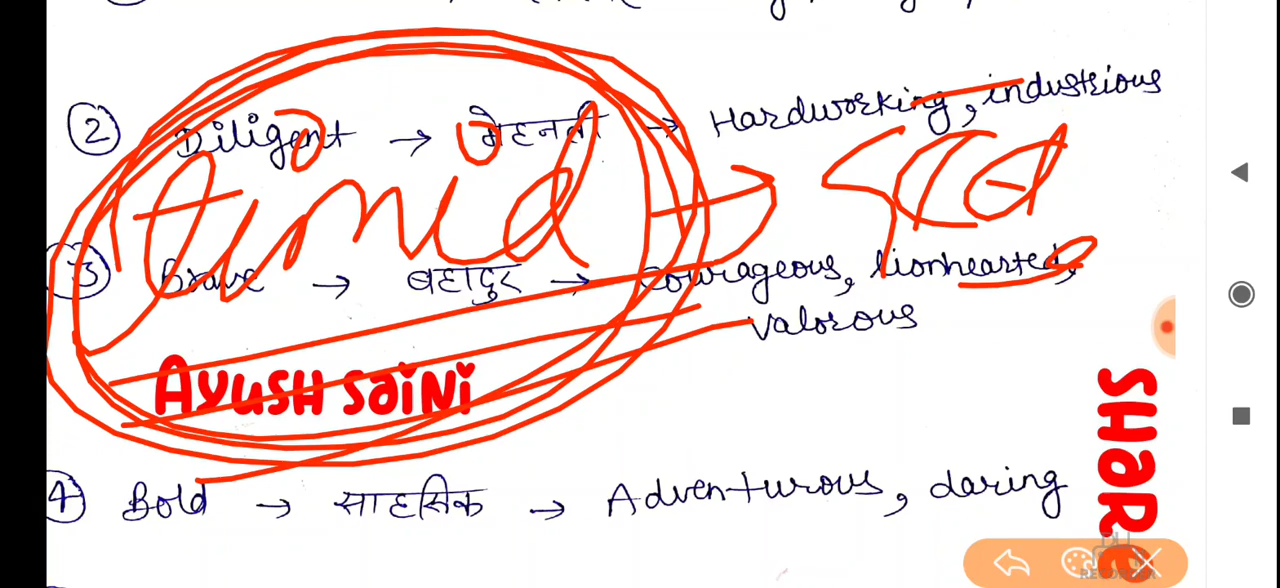 ② Diligent → मेहनती → Hardworking, industrious
timid →
③ Brave → बहादुर → Courageous, lionhearted,
valorous
AYUSH SAINI
SHARE
④ Bold → साहसिक → Adventurous, daring